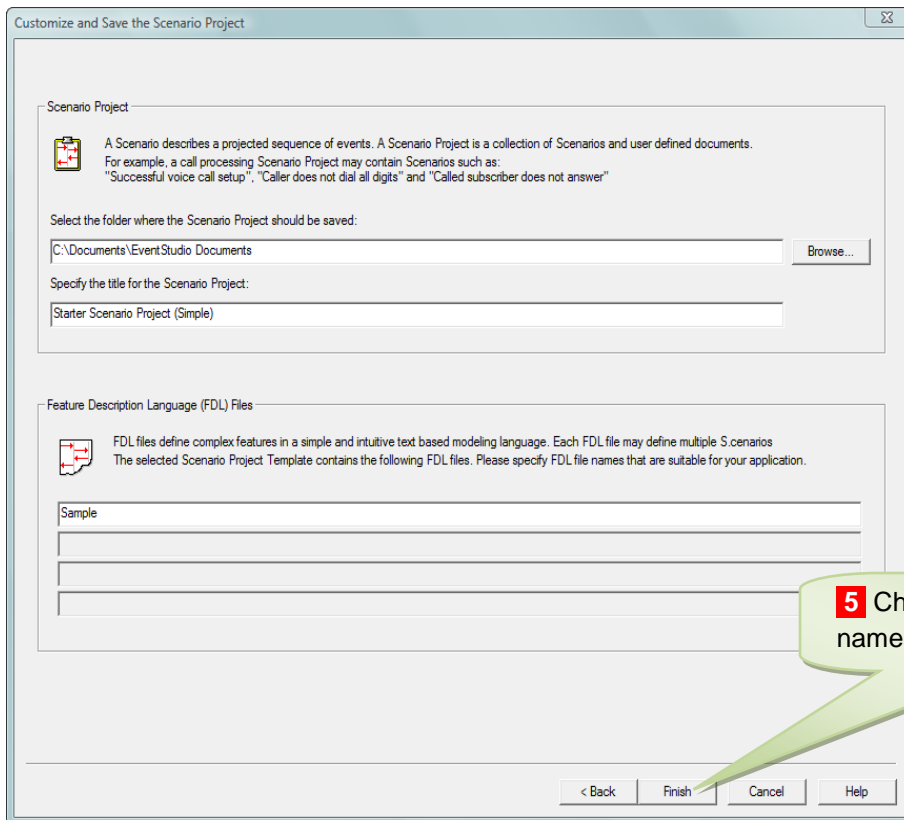 Customize and Save the Scenario Project
Scenario Project
A Scenario describes a projected sequence of events. A Scenario Project is a collection of Scenarios and user defined documents.
For example, a call processing Scenario Project may contain Scenarios such as:
"Successful voice call setup", "Caller does not dial all digits" and "Called subscriber does not answer"
Select the folder where the Scenario Project should be saved:
C:\Documents\EventStudio Documents
Browse...
Specify the title for the Scenario Project:
Starter Scenario Project (Simple)
Feature Description Language (FDL) Files
FDL files define complex features in a simple and intuitive text based modeling language. Each FDL file may define multiple S.cenarios
The selected Scenario Project Template contains the following FDL files. Please specify FDL file names that are suitable for your application.
Sample
5 Ch
name
< Back Finish Cancel Help